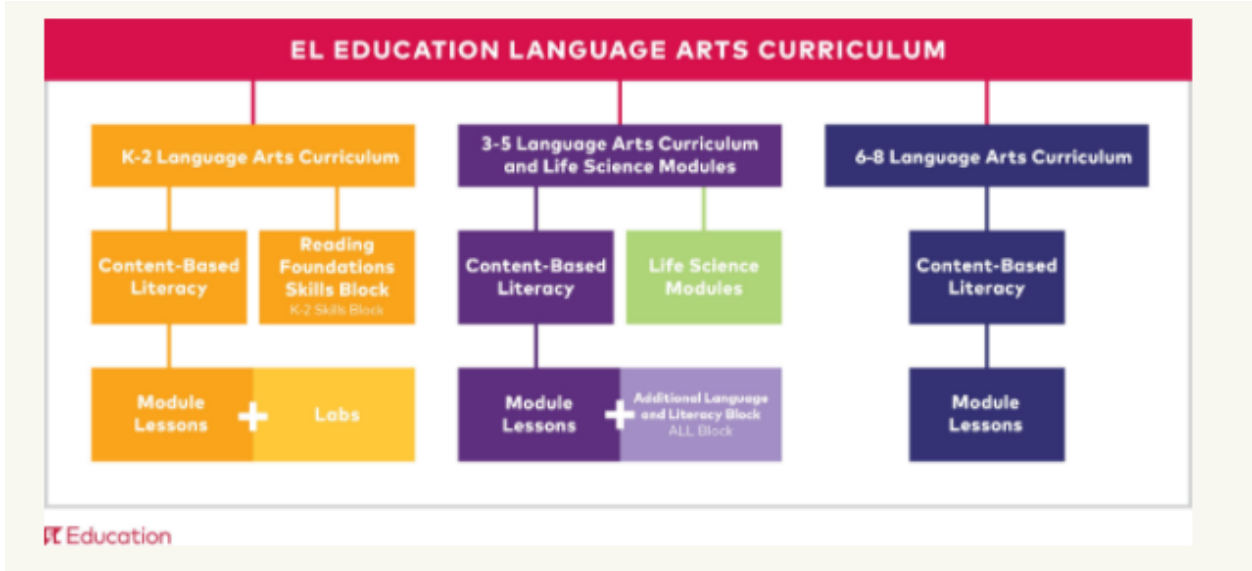 EL EDUCATION LANGUAGE ARTS CURRICULUM
K-2 Language Arts Curriculum
3-5 Language Arts Curriculum
and Life Science Modules
6-8 Language Arts Curriculum
Content-Based
Literacy
Reading
Foundations
Skills Block
K-2 Skills Block
Content-Based
Literacy
Life Science
Modules
Content-Based
Literacy
Module
Lessons
+
Labs
Module
Lessons
+
Additional Language
and Literacy Block
ALL Block
Module
Lessons
EL Education